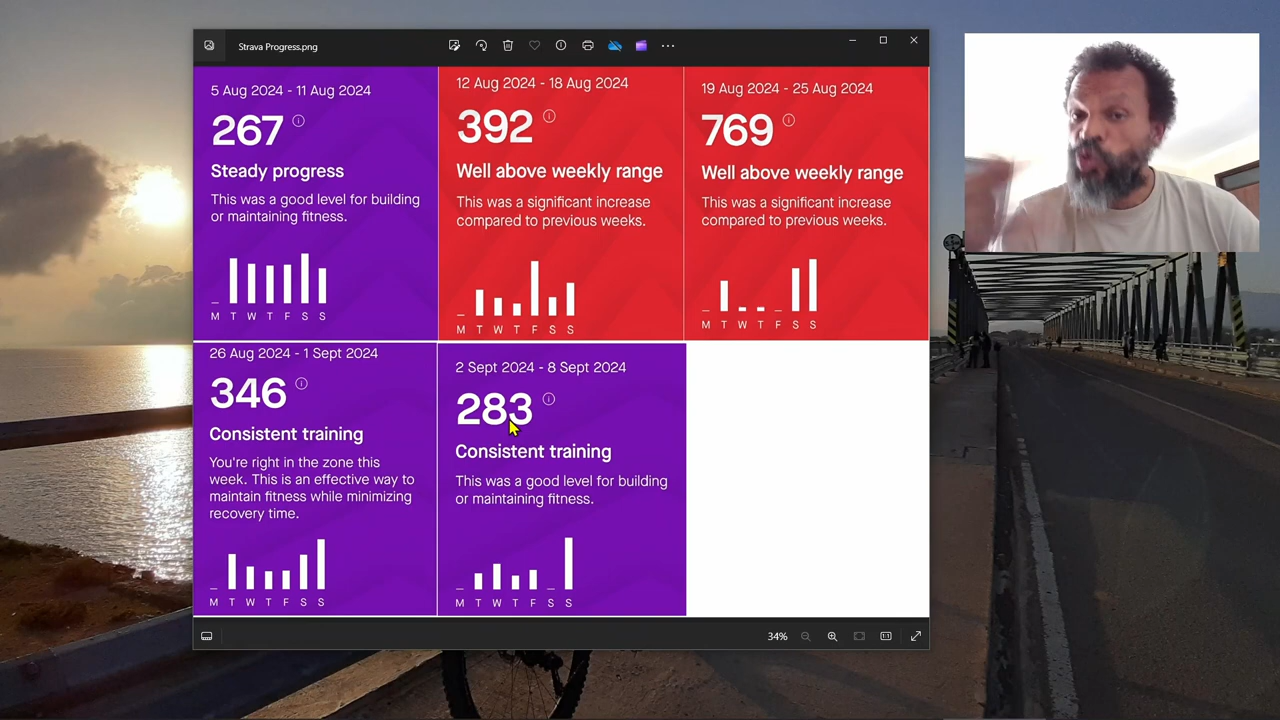 Strava Progress.png
5 Aug 2024 - 11 Aug 2024
267
Steady progress
This was a good level for building
or maintaining fitness.
M T W T F S S
12 Aug 2024 - 18 Aug 2024
392
Well above weekly range
This was a significant increase
compared to previous weeks.
M T W T F S S
19 Aug 2024 - 25 Aug 2024
769
Well above weekly range
This was a significant increase
compared to previous weeks.
M T W T F S S
26 Aug 2024 - 1 Sept 2024
346
Consistent training
You're right in the zone this
week. This is an effective way to
maintain fitness while minimizing
recovery time.
M T W T F S S
2 Sept 2024 - 8 Sept 2024
283
Consistent training
This was a good level for building
or maintaining fitness.
M T W T F S S
34%